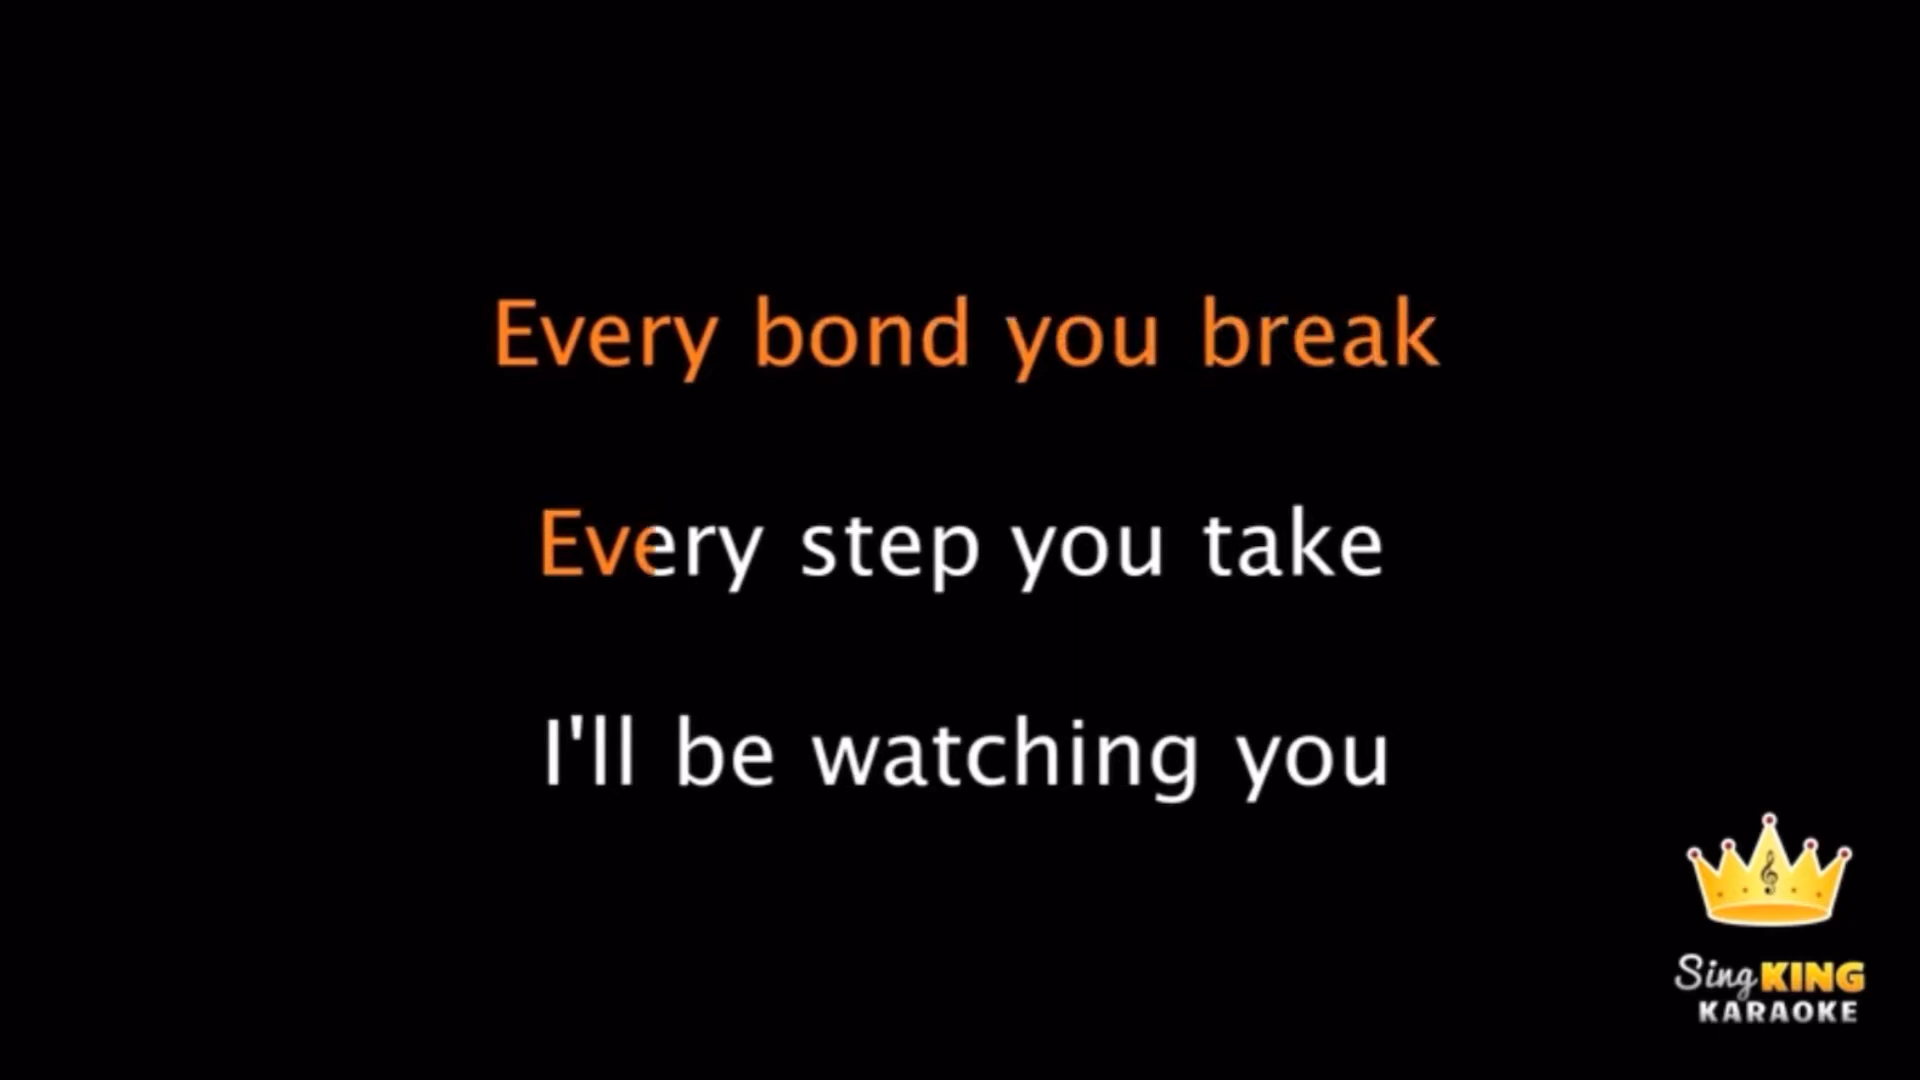 Every bond you break
Every step you take
I'll be watching you
Sing KING
KARAOKE